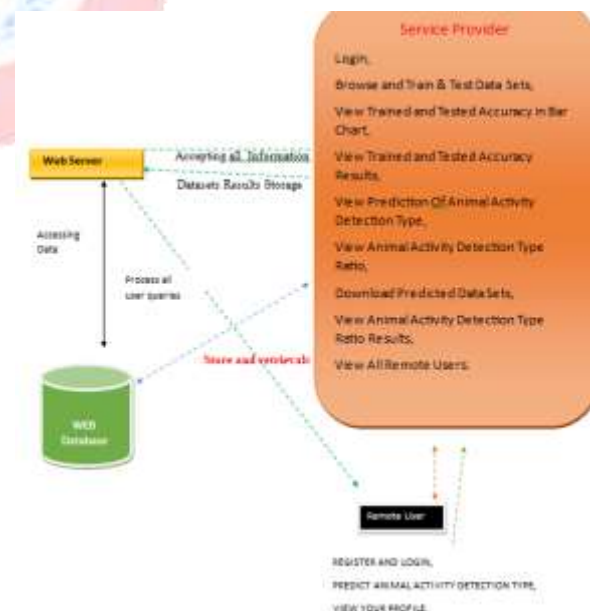 Service Provider
Login,
Browse and Train & Test Data Sets,
View Trained and Tested Accuracy in Bar
Chart,
View Trained and Tested Accuracy
Results,
View Prediction Of Animal Activity
Detection Type,
View Animal Activity Detection Type
Ratio,
Download Predicted Data Sets,
View Animal Activity Detection Type
Ratio Results,
View All Remote Users.
Web Server
Accepting all Information
Datasets Results Storage
Accessing
Data
Process all
user queries
Store and retrievals
WEB
Database
Remote User
REGISTER AND LOGIN,
PREDICT ANIMAL ACTIVITY DETECTION TYPE,
VIEW YOUR PROFILE.